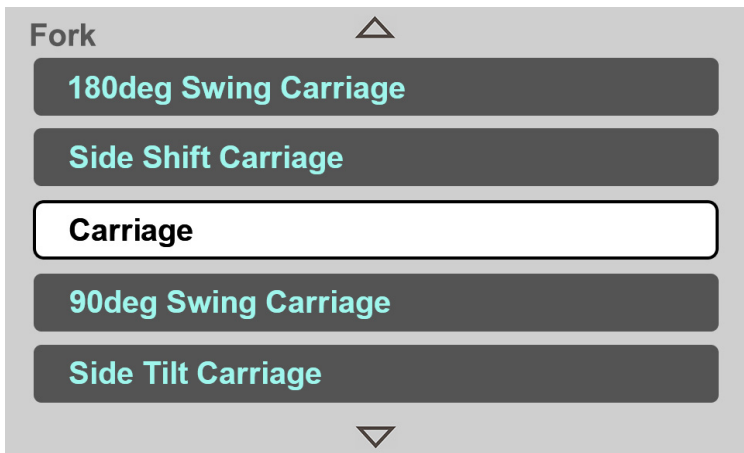 Fork
180deg Swing Carriage
Side Shift Carriage
Carriage
90deg Swing Carriage
Side Tilt Carriage